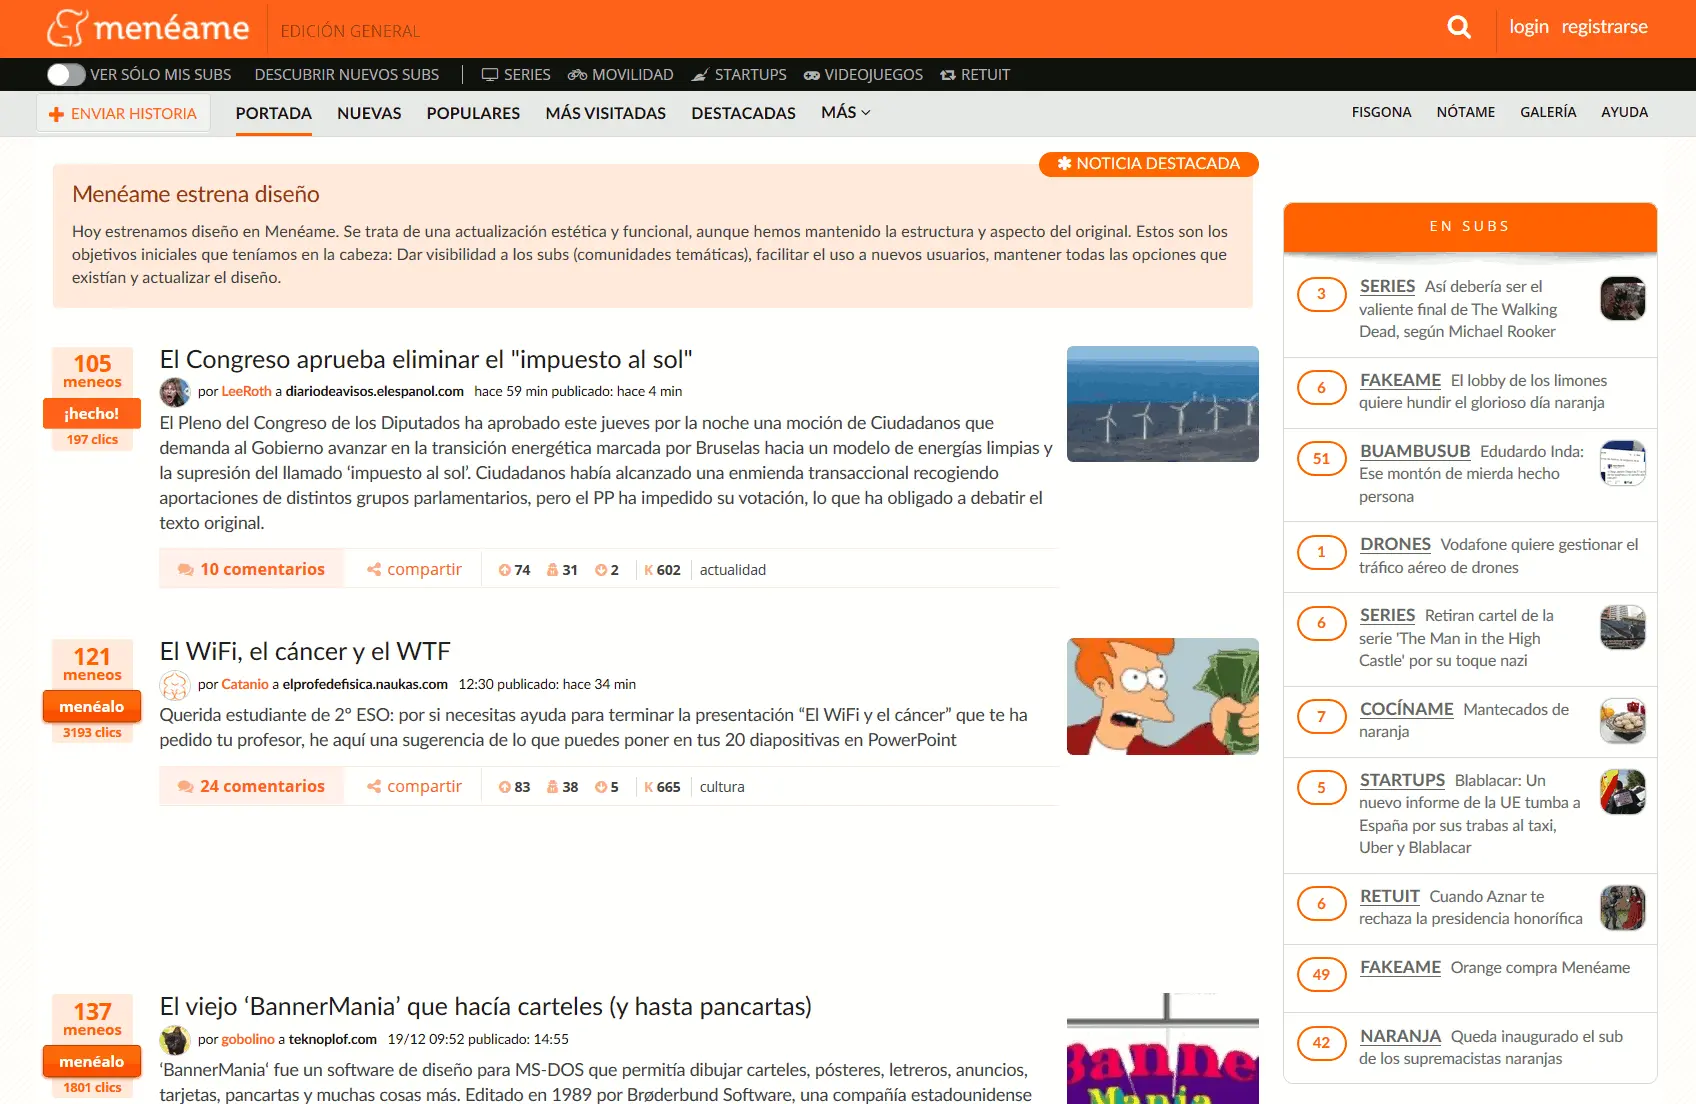 menéame
EDICIÓN GENERAL
login registrarse
VER SÓLO MIS SUBS DESCUBRIR NUEVOS SUBS SERIES MOVILIDAD STARTUPS VIDEOJUEGOS RETUIT
ENVIAR HISTORIA PORTADA NUEVAS POPULARES MÁS VISITADAS DESTACADAS MÁS
FISGONA NÓTAME GALERÍA AYUDA
NOTICIA DESTACADA
Menéame estrena diseño
Hoy estrenamos diseño en Menéame. Se trata de una actualización estética y funcional, aunque hemos mantenido la estructura y aspecto del original. Estos son los
objetivos iniciales que teníamos en la cabeza: Dar visibilidad a los subs (comunidades temáticas), facilitar el uso a nuevos usuarios, mantener todas las opciones que
existían y actualizar el diseño.
105
meneos
¡hecho!
197 clics
El Congreso aprueba eliminar el "impuesto al sol"
por LeeRoth a diariodeavisos.elespanol.com hace 59 min publicado: hace 4 min
El Pleno del Congreso de los Diputados ha aprobado este jueves por la noche una moción de Ciudadanos que
demanda al Gobierno avanzar en la transición energética marcada por Bruselas hacia un modelo de energías limpias y
la supresión del llamado ‘impuesto al sol’. Ciudadanos había alcanzado una enmienda transaccional recogiendo
aportaciones de distintos grupos parlamentarios, pero el PP ha impedido su votación, lo que ha obligado a debatir el
texto original.
10 comentarios compartir 74 31 2 K 602 actualidad
121
meneos
menéalo
3193 clics
El WiFi, el cáncer y el WTF
por Catanio a elprofedefisica.naukas.com 12:30 publicado: hace 34 min
Querida estudiante de 2º ESO: por si necesitas ayuda para terminar la presentación “El WiFi y el cáncer” que te ha
pedido tu profesor, he aquí una sugerencia de lo que puedes poner en tus 20 diapositivas en PowerPoint
24 comentarios compartir 83 38 5 K 665 cultura
137
meneos
menéalo
1801 clics
El viejo ‘BannerMania’ que hacía carteles (y hasta pancartas)
por gobolino a teknoplof.com 19/12 09:52 publicado: 14:55
‘BannerMania‘ fue un software de diseño para MS-DOS que permitía dibujar carteles, pósteres, letreros, anuncios,
tarjetas, pancartas y muchas cosas más. Editado en 1989 por Brøderbund Software, una compañía estadounidense
Banne
Mania
EN SUBS
3 SERIES Así debería ser el
valiente final de The Walking
Dead, según Michael Rooker
6 FAKEAME El lobby de los limones
quiere hundir el glorioso día naranja
51 BUAMBUSUB Edudardo Inda:
Ese montón de mierda hecho
persona
1 DRONES Vodafone quiere gestionar el
tráfico aéreo de drones
6 SERIES Retiran cartel de la
serie 'The Man in the High
Castle' por su toque nazi
7 COCÍNAME Mantecados de
naranja
5 STARTUPS Blablacar: Un
nuevo informe de la UE tumba a
España por sus trabas al taxi,
Uber y Blablacar
6 RETUIT Cuando Aznar te
rechaza la presidencia honorífica
49 FAKEAME Orange compra Menéame
42 NARANJA Queda inaugurado el sub
de los supremacistas naranjas